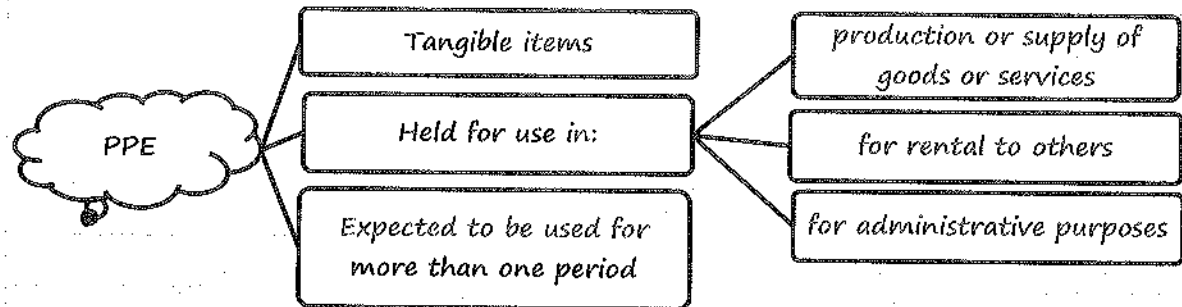 PPE
Tangible items
Held for use in:
Expected to be used for
more than one period
production or supply of
goods or services
for rental to others
for administrative purposes